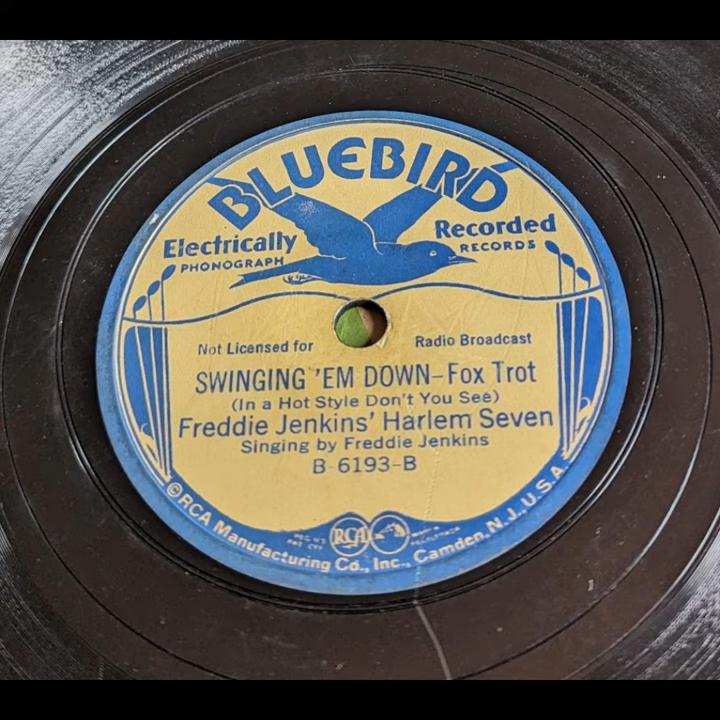 BLUEBIRD
Electrically Recorded
PHONOGRAPH RECORDS
Not Licensed for Radio Broadcast
SWINGING 'EM DOWN-Fox Trot
(In a Hot Style Don't You See)
Freddie Jenkins' Harlem Seven
Singing by Freddie Jenkins
B-6193-B
RCA
©RCA Manufacturing Co., Inc., Camden, N.J., U.S.A.